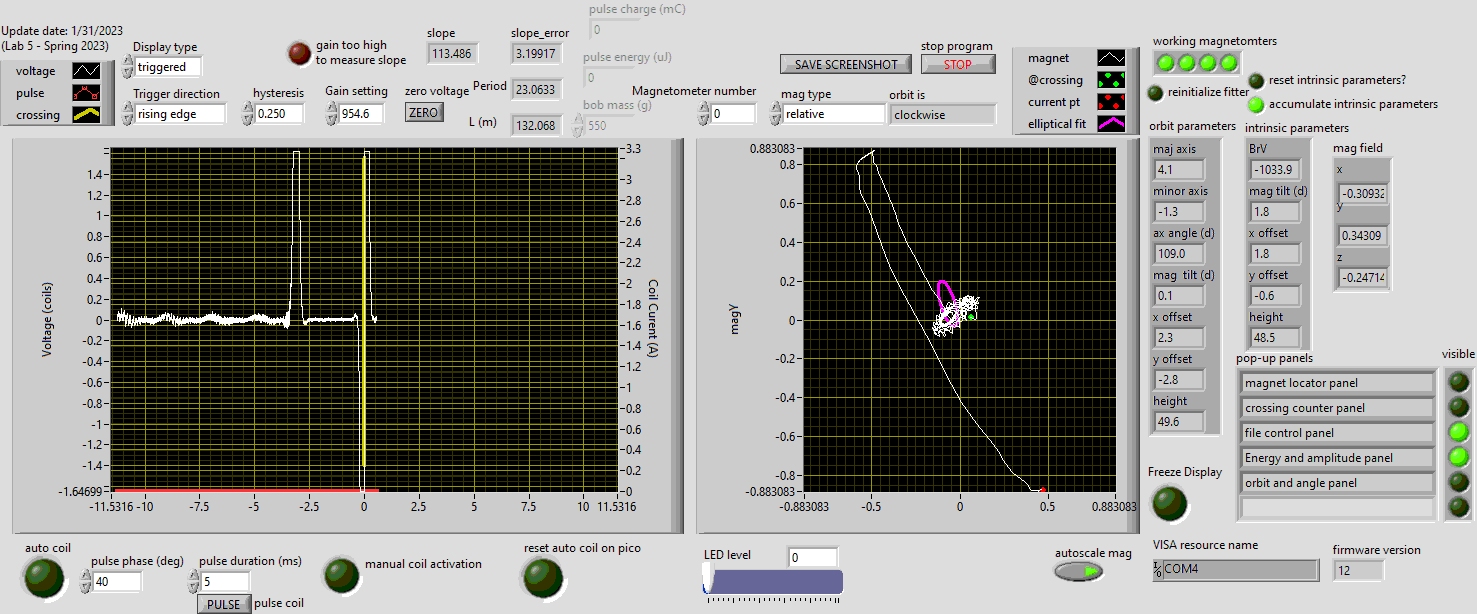 Update date: 1/31/2023
(Lab 5 - Spring 2023)
voltage
pulse
crossing
Display type
triggered
Trigger direction
rising edge
gain too high
to measure slope
hysteresis
0.250
Gain setting
954.6
slope
113.486
slope_error
3.19917
zero voltage
ZERO
Period
23.0633
L (m)
132.068
pulse charge (mC)
0
pulse energy (uJ)
0
bob mass (g)
550
Magnetometer number
0
SAVE SCREENSHOT
stop program
STOP
mag type
relative
orbit is
clockwise
magnet
@crossing
current pt
elliptical fit
working magnetomters
reset intrinsic parameters?
reinitialize fitter
accumulate intrinsic parameters
orbit parameters
maj axis
4.1
minor axis
-1.3
ax angle (d)
109.0
mag tilt (d)
0.1
x offset
2.3
y offset
-2.8
height
49.6
intrinsic parameters
BrV
-1033.9
mag tilt (d)
1.8
x offset
1.8
y offset
-0.6
height
48.5
mag field
x
-0.30932
y
0.34309
z
-0.24714
Voltage (coils)
1.4
1.2
1
0.8
0.6
0.4
0.2
0
-0.2
-0.4
-0.6
-0.8
-1
-1.2
-1.4
-1.64699
-11.5316 -10 -7.5 -5 -2.5 0 2.5 5 7.5 10 11.5316
3.3
3
2.8
2.6
2.4
2.2
2
1.8
1.6
1.4
1.2
1
0.8
0.6
0.4
0.2
0
Coil Current (A)
magY
0.883083
0.8
0.6
0.4
0.2
0
-0.2
-0.4
-0.6
-0.8
-0.883083
-0.883083 -0.5 0 0.5 0.883083
pop-up panels
visible
magnet locator panel
crossing counter panel
file control panel
Energy and amplitude panel
orbit and angle panel
Freeze Display
auto coil
pulse phase (deg)
40
pulse duration (ms)
5
PULSE
pulse coil
manual coil activation
reset auto coil on pico
LED level
0
autoscale mag
VISA resource name
COM4
firmware version
12